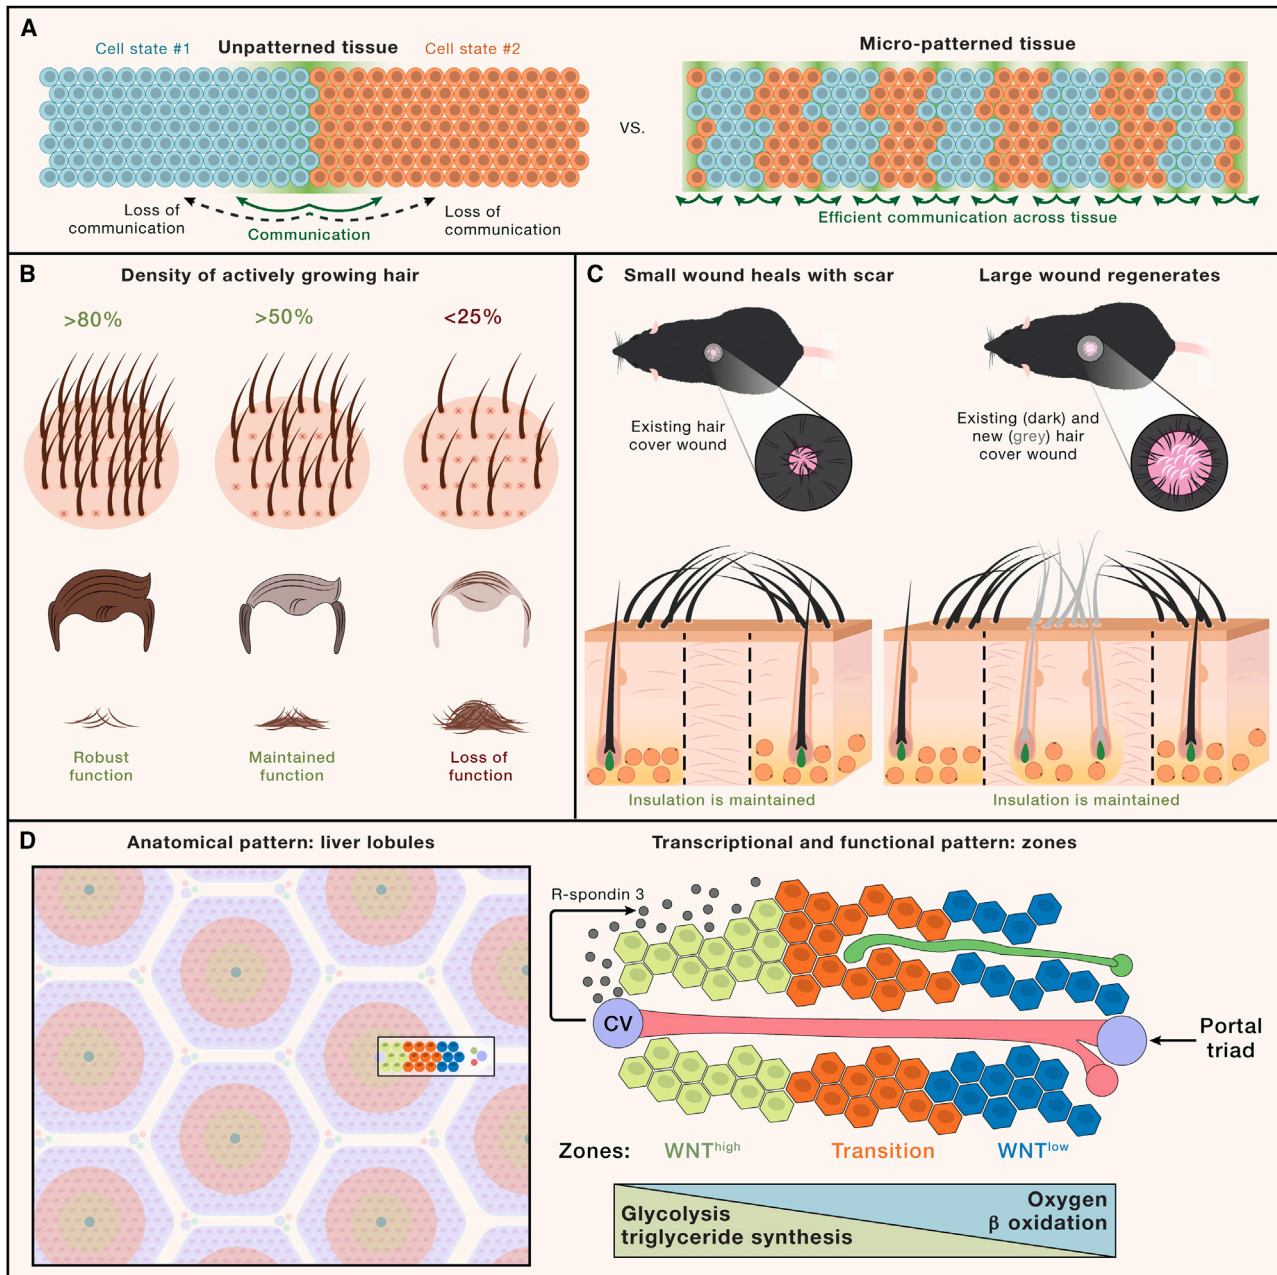 A
Cell state #1
Unpatterned tissue
Cell state #2
Loss of
communication
Communication
Loss of
communication
VS.
Micro-patterned tissue
Efficient communication across tissue
B
Density of actively growing hair
>80%
>50%
<25%
Robust
function
Maintained
function
Loss of
function
C
Small wound heals with scar
Large wound regenerates
Existing hair
cover wound
Existing (dark) and
new (grey) hair
cover wound
Insulation is maintained
Insulation is maintained
D
Anatomical pattern: liver lobules
Transcriptional and functional pattern: zones
R-spondin 3
CV
Portal
triad
Zones:
WNThigh
Transition
WNTlow
Glycolysis
triglyceride synthesis
Oxygen
β oxidation